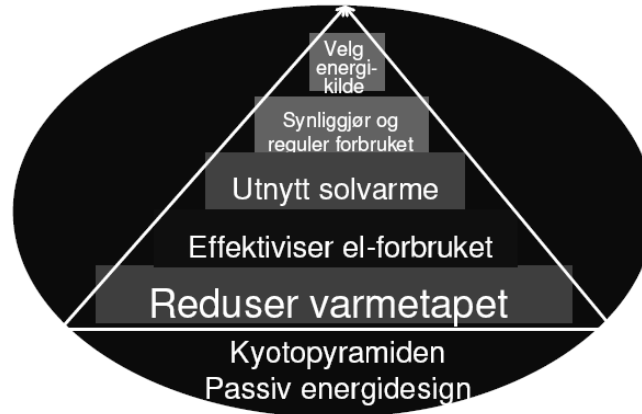 Velg
energi-
kilde
Synliggjør og
reguler forbruket
Utnytt solvarme
Effektiviser el-forbruket
Reduser varmetapet
Kyotopyramiden
Passiv energidesign